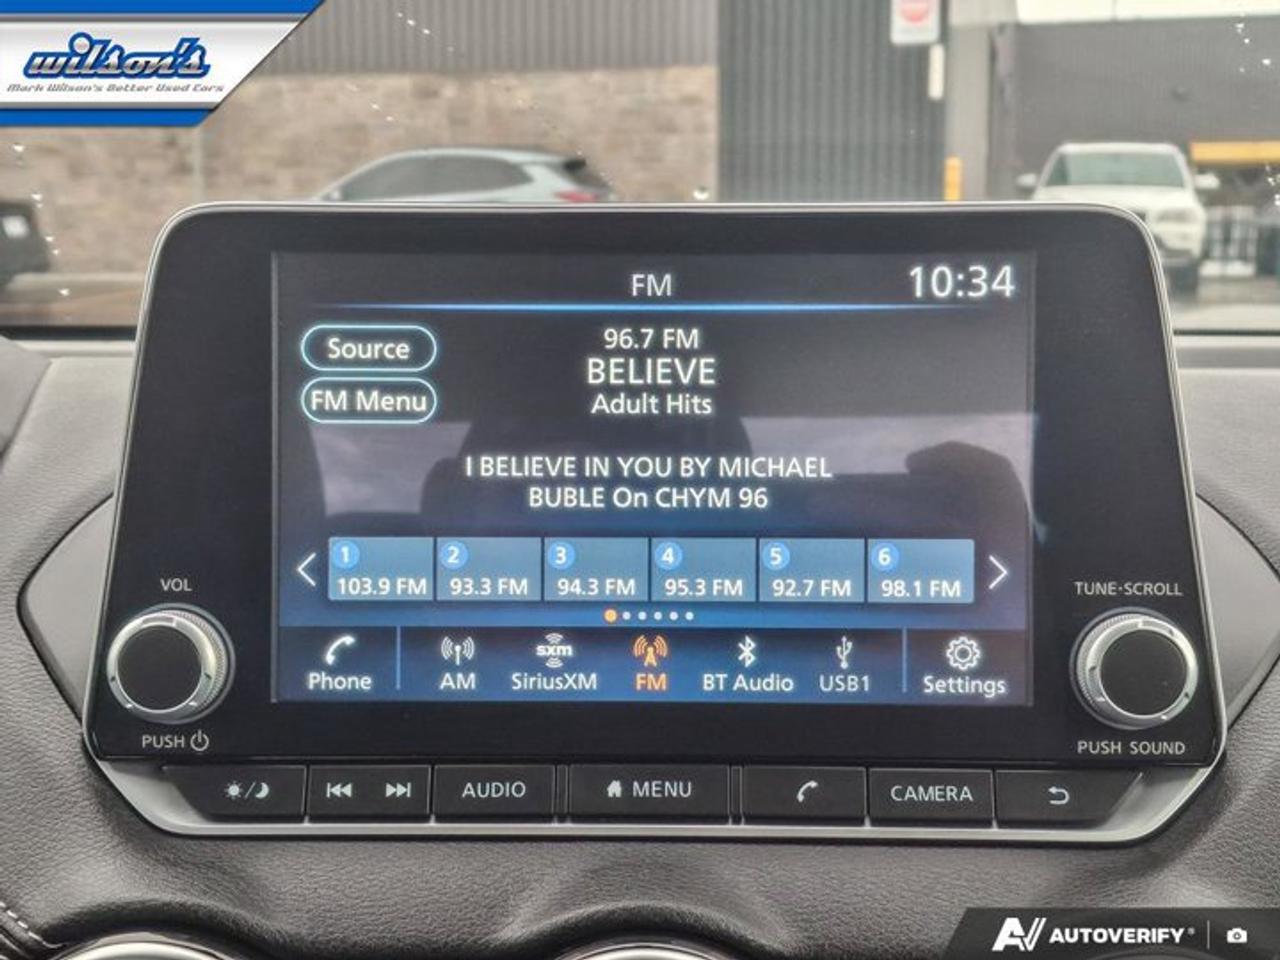 wilson's
Mark Wilson's Better Used Cars
FM
10:34
Source
FM Menu
96.7 FM
BELIEVE
Adult Hits
I BELIEVE IN YOU BY MICHAEL
BUBLE On CHYM 96
1 2 3 4 5 6
103.9 FM 93.3 FM 94.3 FM 95.3 FM 92.7 FM 98.1 FM
VOL
TUNE·SCROLL
sxm
Phone AM SiriusXM FM BT Audio USB1 Settings
PUSH
PUSH SOUND
AUDIO MENU CAMERA
AV AUTOVERIFY